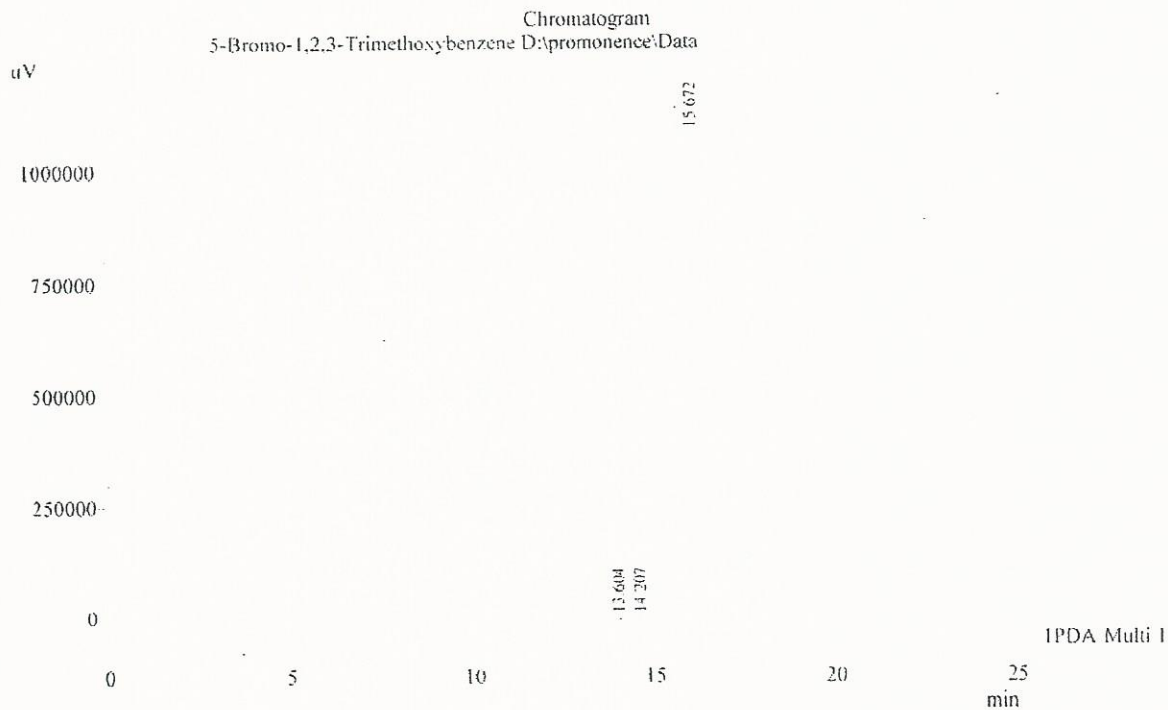 Chromatogram
5-Bromo-1,2,3-Trimethoxybenzene D:\promonence\Data
uV
15.672
1000000
750000
500000
250000
13.604
14.207
0
1PDA Multi 1
0 5 10 15 20 25
min